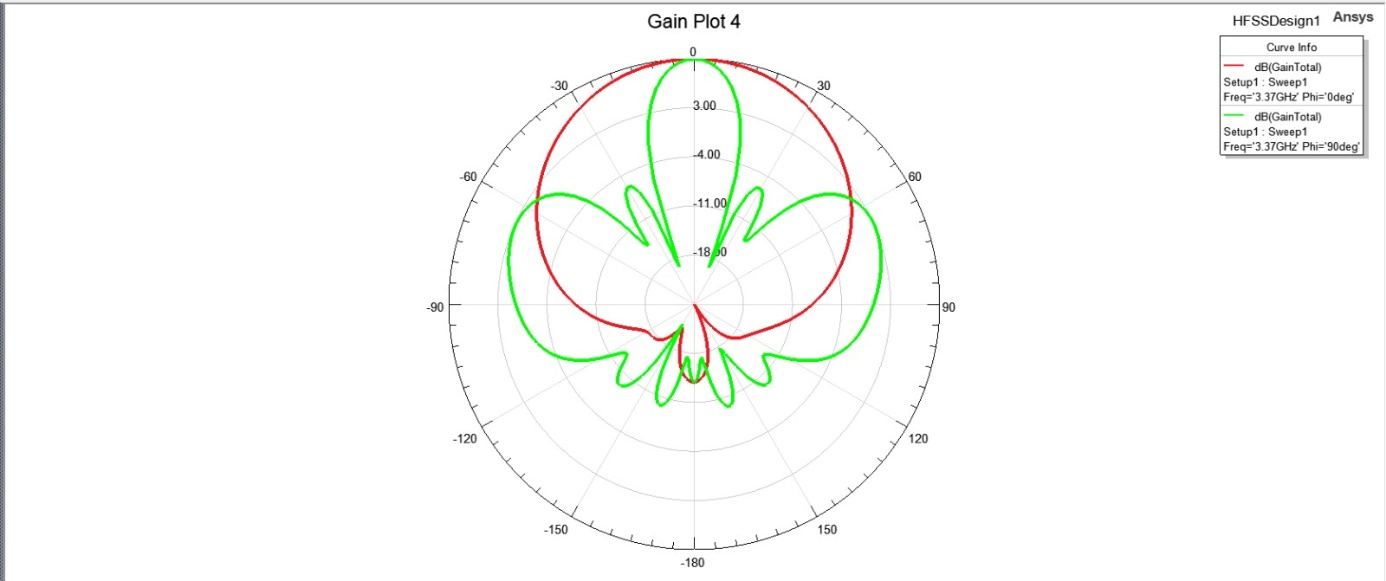 Gain Plot 4
HFSSDesign1
Ansys
Curve Info
dB(GainTotal)
Setup1 : Sweep1
Freq='3.37GHz' Phi='0deg'
dB(GainTotal)
Setup1 : Sweep1
Freq='3.37GHz' Phi='90deg'
0
-30
30
3.00
-4.00
-60
60
-11.00
-18.00
-90
90
-120
120
-150
150
-180